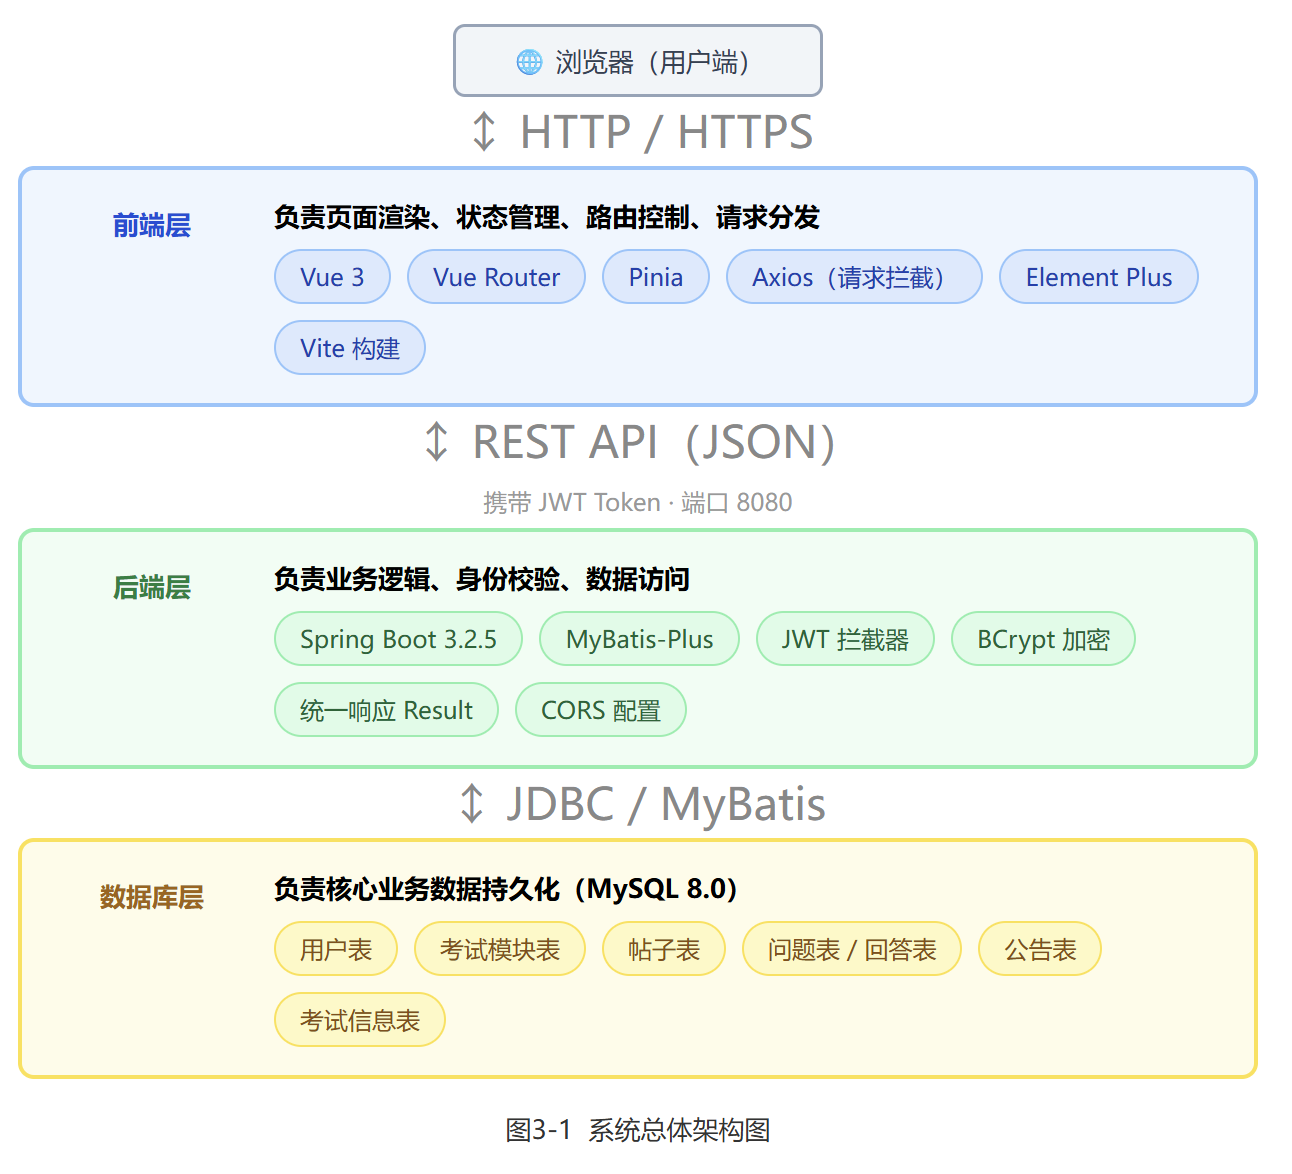 浏览器（用户端）
↕ HTTP / HTTPS
前端层
负责页面渲染、状态管理、路由控制、请求分发
Vue 3
Vue Router
Pinia
Axios（请求拦截）
Element Plus
Vite 构建
↕ REST API（JSON）
携带 JWT Token · 端口 8080
后端层
负责业务逻辑、身份校验、数据访问
Spring Boot 3.2.5
MyBatis-Plus
JWT 拦截器
BCrypt 加密
统一响应 Result
CORS 配置
↕ JDBC / MyBatis
数据库层
负责核心业务数据持久化（MySQL 8.0）
用户表
考试模块表
帖子表
问题表 / 回答表
公告表
考试信息表
图3-1 系统总体架构图